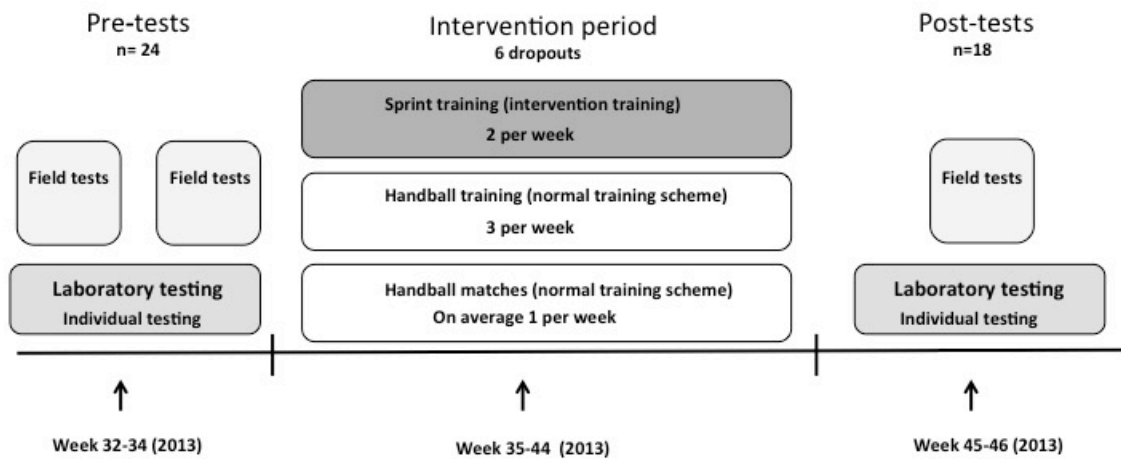 Pre-tests
n= 24
Field tests
Field tests
Laboratory testing
Individual testing
Week 32-34 (2013)
Intervention period
6 dropouts
Sprint training (intervention training)
2 per week
Handball training (normal training scheme)
3 per week
Handball matches (normal training scheme)
On average 1 per week
Week 35-44 (2013)
Post-tests
n=18
Field tests
Laboratory testing
Individual testing
Week 45-46 (2013)